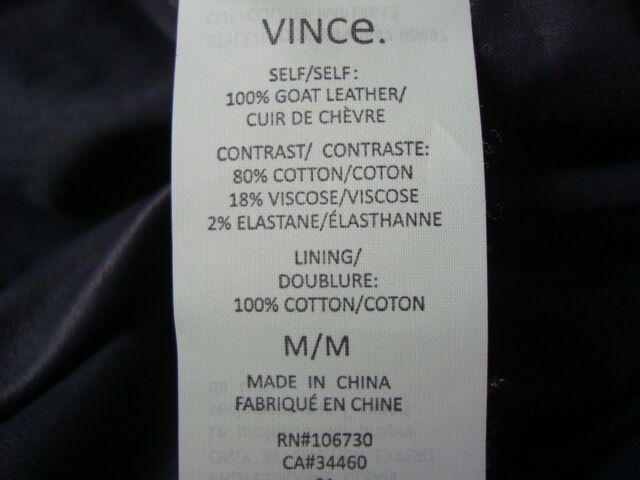 VINCe.
SELF/SELF:
100% GOAT LEATHER/
CUIR DE CHÈVRE
CONTRAST/ CONTRASTE:
80% COTTON/COTON
18% VISCOSE/VISCOSE
2% ELASTANE/ÉLASTHANNE
LINING/
DOUBLURE:
100% COTTON/COTON
M/M
MADE IN CHINA
FABRIQUÉ EN CHINE
RN#106730
CA#34460